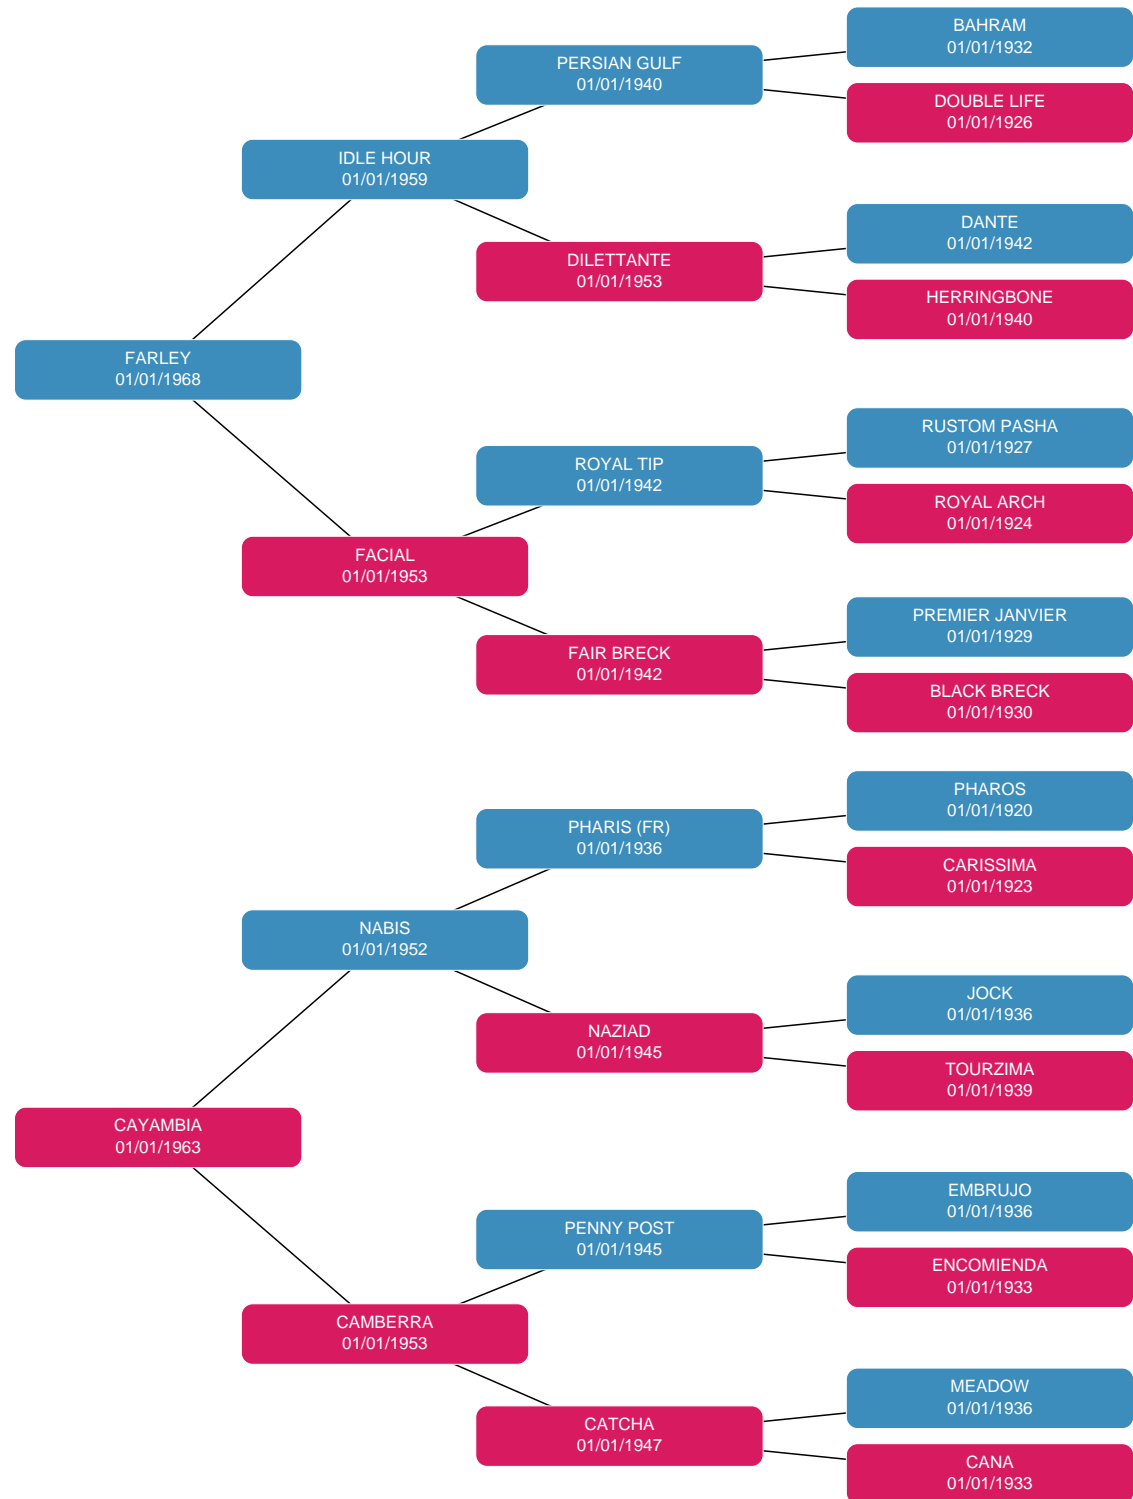 BAHRAM
01/01/1932
PERSIAN GULF
01/01/1940
DOUBLE LIFE
01/01/1926
IDLE HOUR
01/01/1959
DANTE
01/01/1942
DILETTANTE
01/01/1953
HERRINGBONE
01/01/1940
FARLEY
01/01/1968
RUSTOM PASHA
01/01/1927
ROYAL TIP
01/01/1942
ROYAL ARCH
01/01/1924
FACIAL
01/01/1953
PREMIER JANVIER
01/01/1929
FAIR BRECK
01/01/1942
BLACK BRECK
01/01/1930
PHAROS
01/01/1920
PHARIS (FR)
01/01/1936
CARISSIMA
01/01/1923
NABIS
01/01/1952
JOCK
01/01/1936
NAZIAD
01/01/1945
TOURZIMA
01/01/1939
CAYAMBIA
01/01/1963
EMBRUJO
01/01/1936
PENNY POST
01/01/1945
ENCOMIENDA
01/01/1933
CAMBERRA
01/01/1953
MEADOW
01/01/1936
CATCHA
01/01/1947
CANA
01/01/1933